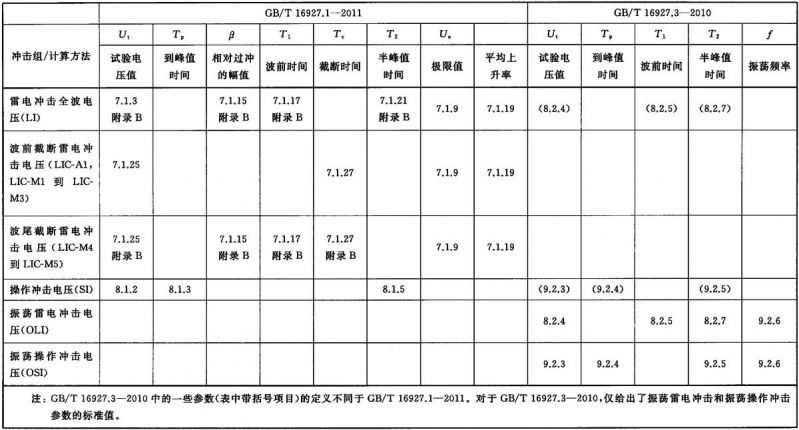 冲击组/计算方法 GB/T 16927.1—2011 GB/T 16927.3—2010
Ut Tp β T1 Tc T2 Ue Ut Tp T1 T2 f
试验电压值 到峰值时间 相对过冲的幅值 波前时间 截断时间 半峰值时间 极限值 平均上升率 试验电压值 到峰值时间 波前时间 半峰值时间 振荡频率
雷电冲击全波电压(LI) 7.1.3 附录 B 7.1.15 附录 B 7.1.17 附录 B 7.1.21 附录 B 7.1.9 7.1.19 (8.2.4) (8.2.5) (8.2.7)
波前截断雷电冲击电压(LIC-A1,LIC-M1 到 LIC-M3) 7.1.25 7.1.27 7.1.9 7.1.19
波尾截断雷电冲击电压(LIC-M4 到 LIC-M5) 7.1.25 附录 B 7.1.15 附录 B 7.1.17 附录 B 7.1.27 附录 B 7.1.9 7.1.19
操作冲击电压(SI) 8.1.2 8.1.3 8.1.5 (9.2.3) (9.2.4) (9.2.5)
振荡雷电冲击电压(OLI) 8.2.4 8.2.5 8.2.7 9.2.6
振荡操作冲击电压(OSI) 9.2.3 9.2.4 9.2.5 9.2.6
注：GB/T 16927.3—2010 中的一些参数(表中带括号项目)的定义不同于 GB/T 16927.1—2011。对于 GB/T 16927.3—2010,仅给出了振荡雷电冲击和振荡操作冲击
参数的标准值。